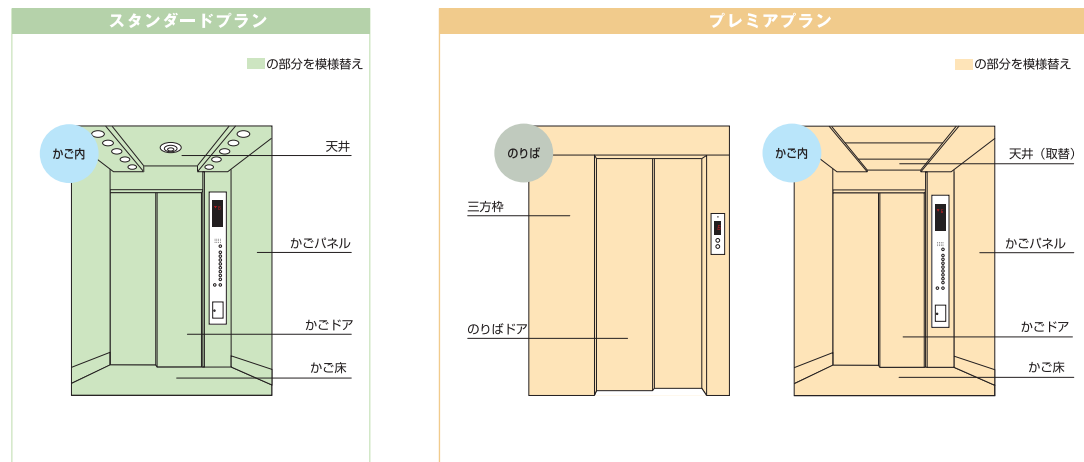 スタンダードプラン
の部分を模様替え
かご内
天井
かごパネル
かごドア
かご床
プレミアプラン
の部分を模様替え
のりば
三方枠
のりばドア
かご内
天井（取替）
かごパネル
かごドア
かご床